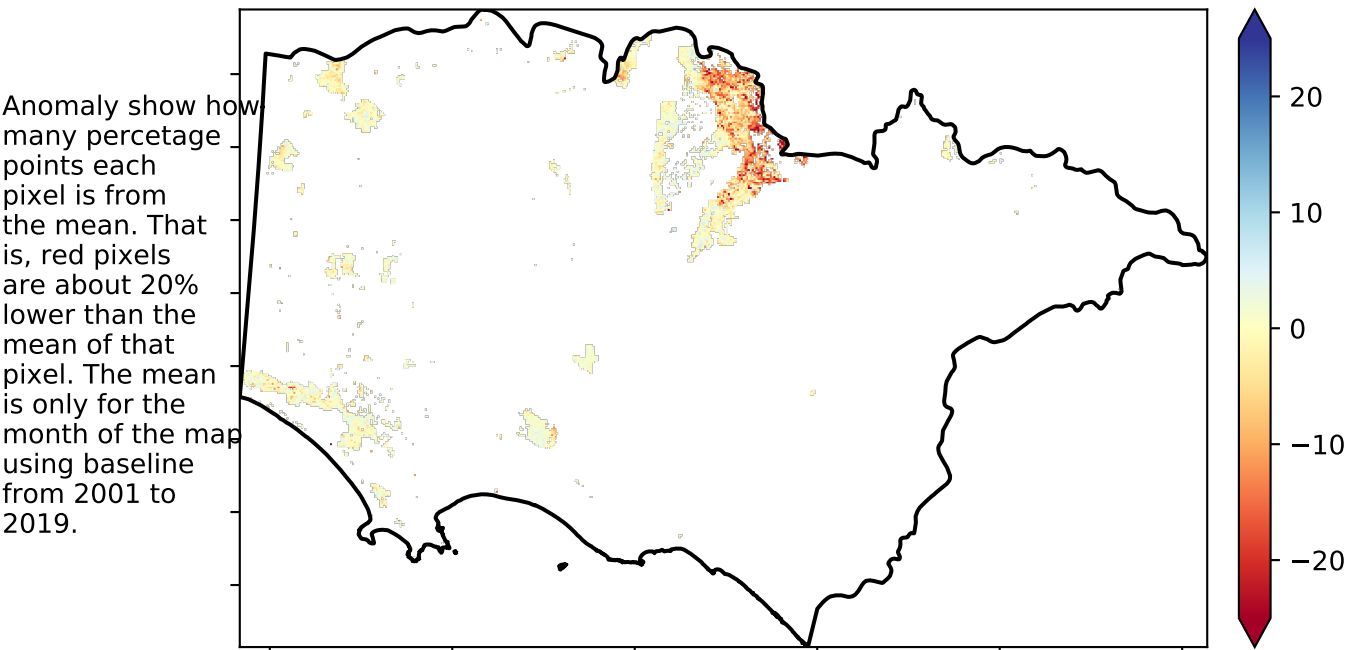 Anomaly show how
many percetage
points each
pixel is from
the mean. That
is, red pixels
are about 20%
lower than the
mean of that
pixel. The mean
is only for the
month of the map
using baseline
from 2001 to
2019.
20
10
0
−10
−20